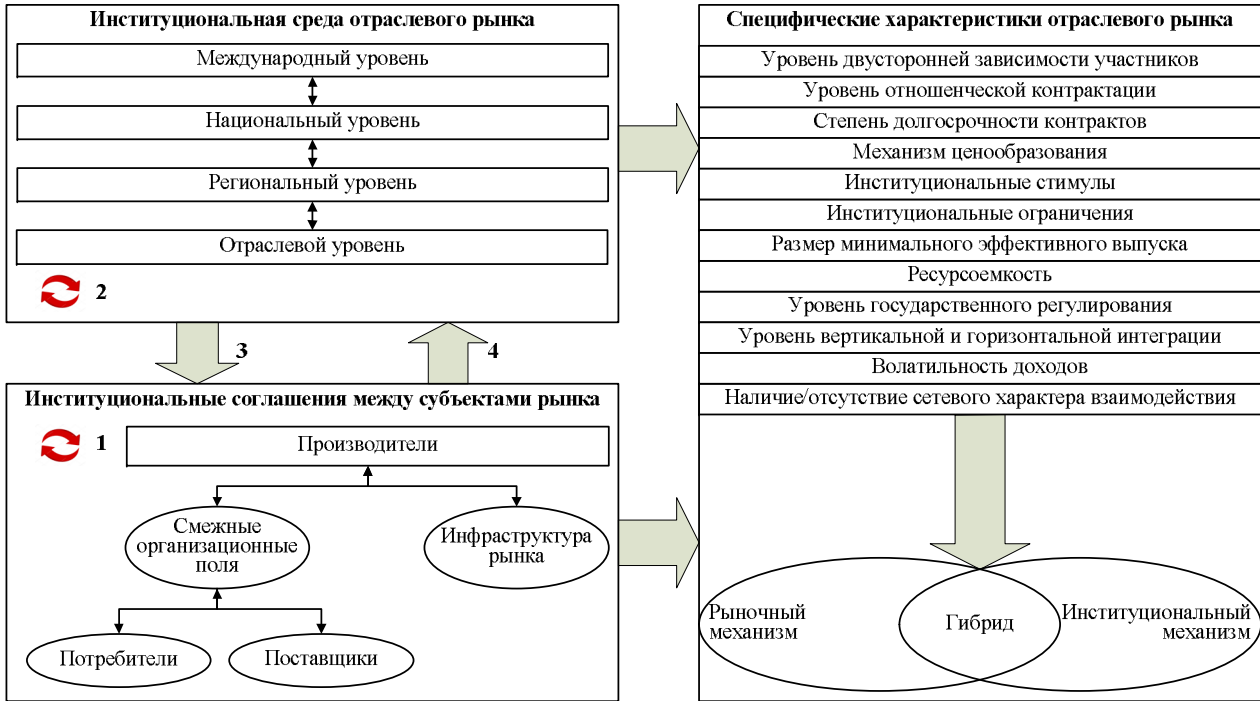 Институциональная среда отраслевого рынка
Международный уровень
Национальный уровень
Региональный уровень
Отраслевой уровень
2
3
4
Институциональные соглашения между субъектами рынка
1
Производители
Смежные
организационные
поля
Инфраструктура
рынка
Потребители
Поставщики
Специфические характеристики отраслевого рынка
Уровень двусторонней зависимости участников
Уровень отношенческой контрактации
Степень долгосрочности контрактов
Механизм ценообразования
Институциональные стимулы
Институциональные ограничения
Размер минимального эффективного выпуска
Ресурсоемкость
Уровень государственного регулирования
Уровень вертикальной и горизонтальной интеграции
Волатильность доходов
Наличие/отсутствие сетевого характера взаимодействия
Рыночный
механизм
Гибрид
Институциональный
механизм